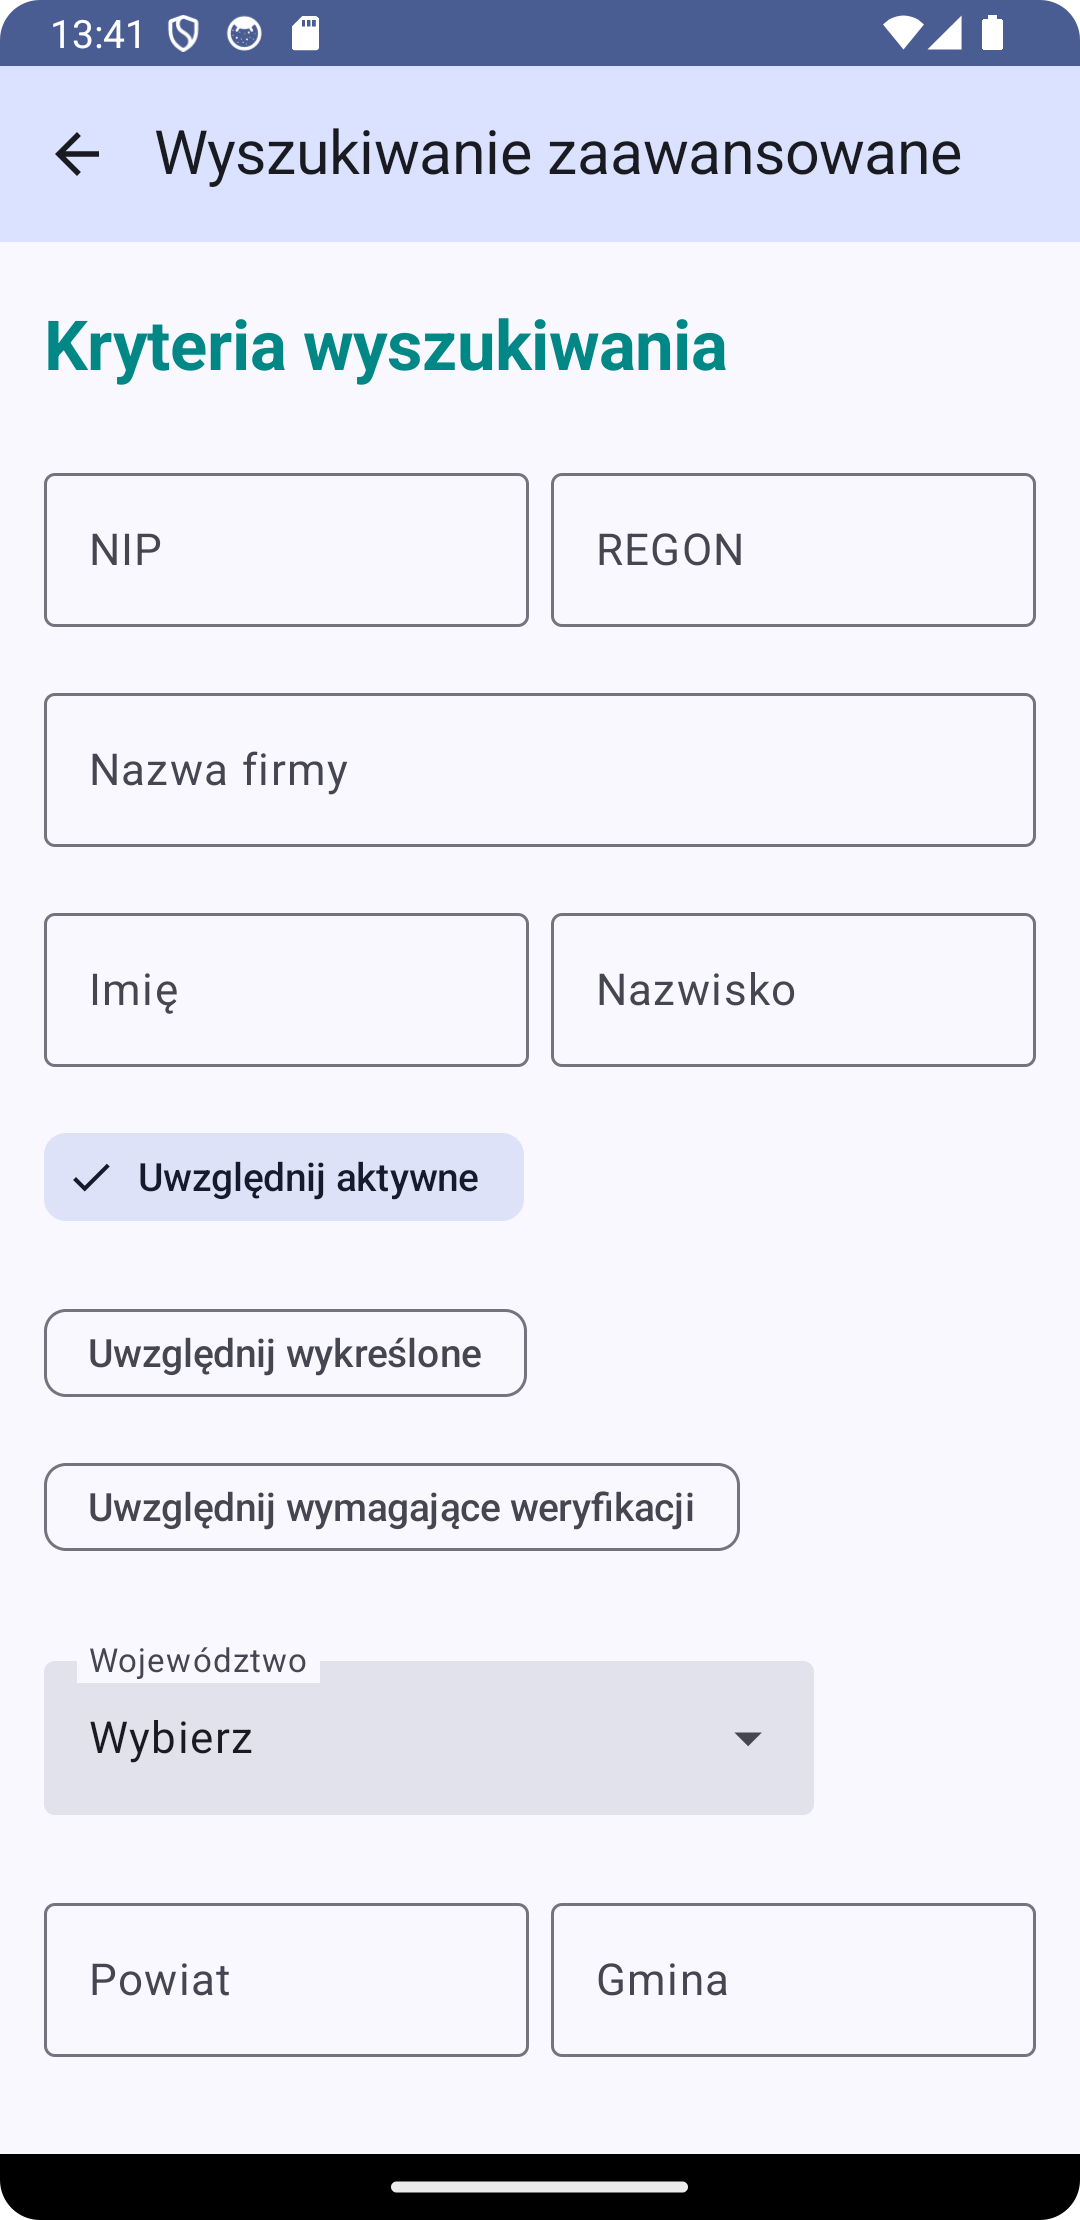 13:41
Wyszukiwanie zaawansowane
Kryteria wyszukiwania
NIP
REGON
Nazwa firmy
Imię
Nazwisko
Uwzględnij aktywne
Uwzględnij wykreślone
Uwzględnij wymagające weryfikacji
Województwo
Wybierz
Powiat
Gmina